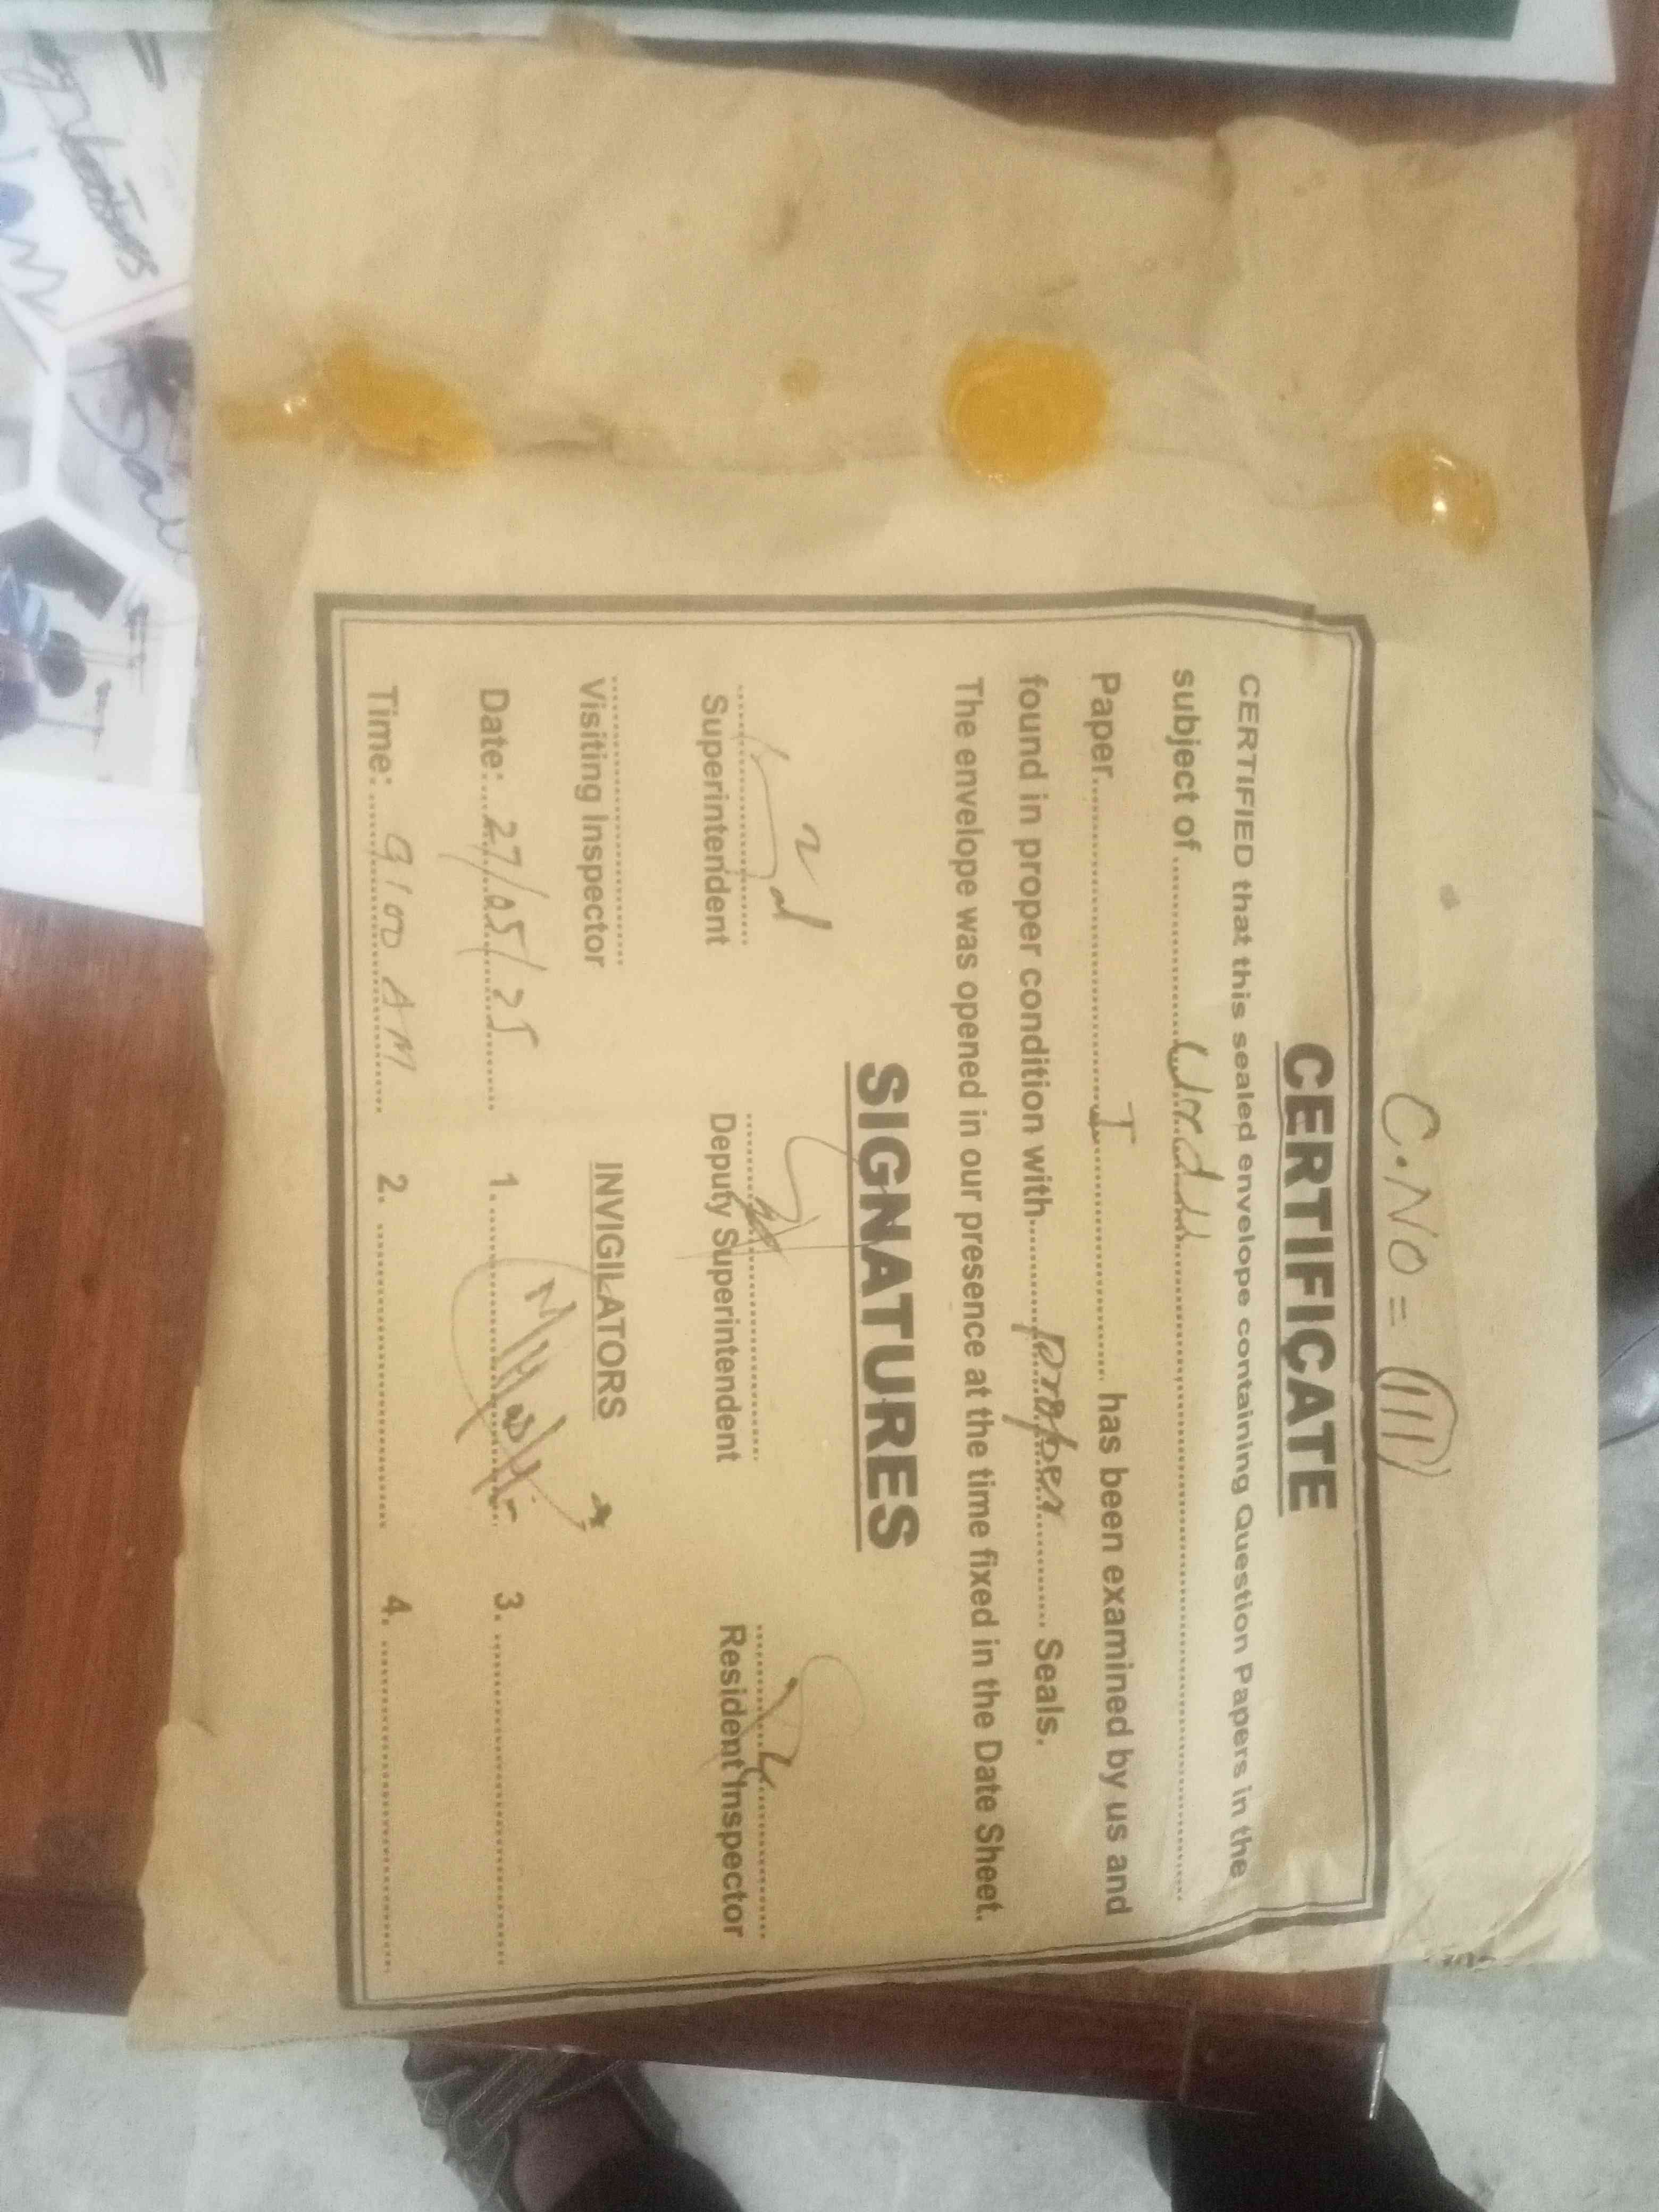 C.NO = 111
CERTIFICATE
CERTIFIED that this sealed envelope containing Question Papers in the
subject of ........................................
Paper.................... I .................... has been examined by us and
found in proper condition with.......... proper .......... Seals.
The envelope was opened in our presence at the time fixed in the Date Sheet.
SIGNATURES
Superintendent Deputy Superintendent Resident Inspector
Visiting Inspector INVIGILATORS
Date: 27/05/25 1. 3.
Time: 9:00 AM 2. 4.